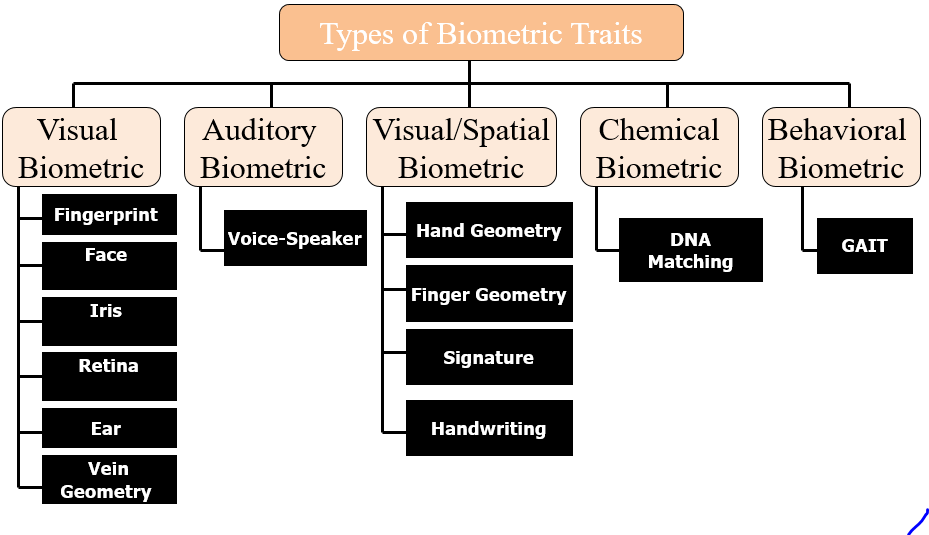 Types of Biometric Traits
Visual
Biometric
Auditory
Biometric
Visual/Spatial
Biometric
Chemical
Biometric
Behavioral
Biometric
Fingerprint
Face
Iris
Retina
Ear
Vein
Geometry
Voice-Speaker
Hand Geometry
Finger Geometry
Signature
Handwriting
DNA
Matching
GAIT